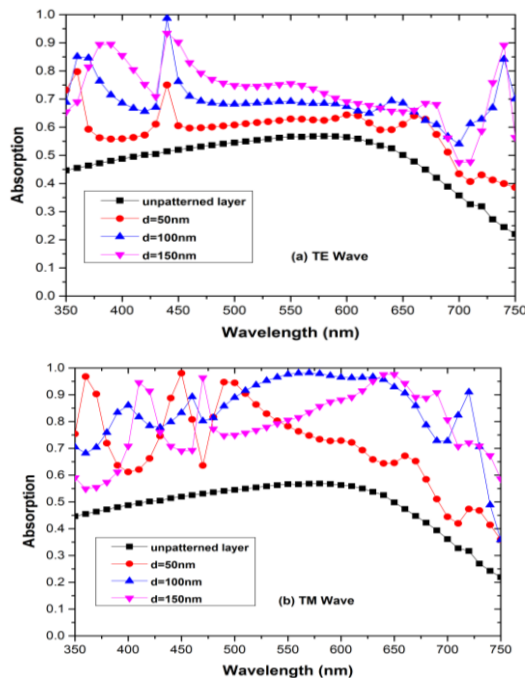 1.0
0.9
0.8
0.7
0.6
0.5
0.4
0.3
0.2
0.1
0.0
Absorption
unpatterned layer
d=50nm
d=100nm
d=150nm
(a) TE Wave
350 400 450 500 550 600 650 700 750
Wavelength (nm)
1.0
0.9
0.8
0.7
0.6
0.5
0.4
0.3
0.2
0.1
0.0
Absorption
unpatterned layer
d=50nm
d=100nm
d=150nm
(b) TM Wave
350 400 450 500 550 600 650 700 750
Wavelength (nm)